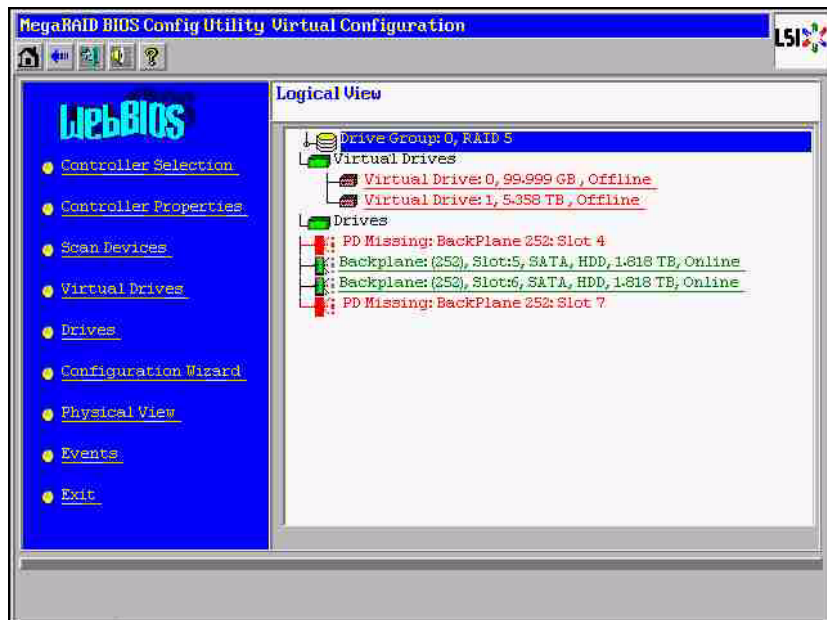 MegaRAID BIOS Config Utility Virtual Configuration
LSI
WebBIOS
Controller Selection
Controller Properties
Scan Devices
Virtual Drives
Drives
Configuration Wizard
Physical View
Events
Exit
Logical View
Drive Group: 0, RAID 5
Virtual Drives
Virtual Drive: 0, 99.999 GB , Offline
Virtual Drive: 1, 5.358 TB , Offline
Drives
PD Missing: BackPlane 252: Slot 4
Backplane: (252), Slot:5, SATA, HDD, 1.818 TB, Online
Backplane: (252), Slot:6, SATA, HDD, 1.818 TB, Online
PD Missing: BackPlane 252: Slot 7